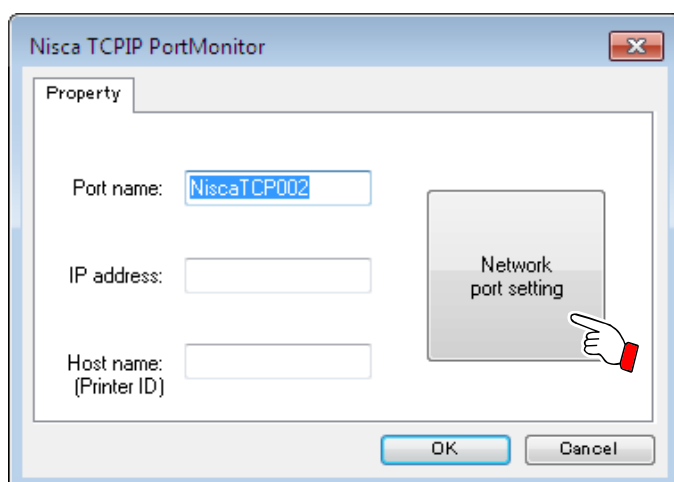 Nisca TCPIP PortMonitor
Property
Port name: NiscaTCP002
IP address:
Host name:
(Printer ID)
Network
port setting
OK Cancel